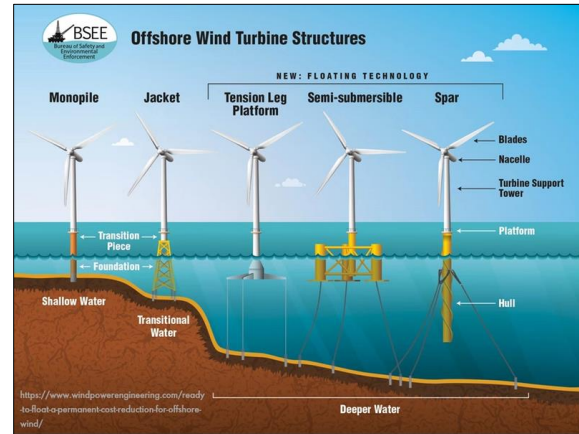 BSEE
Bureau of Safety and
Environmental
Enforcement
Offshore Wind Turbine Structures
NEW: FLOATING TECHNOLOGY
Monopile
Jacket
Tension Leg
Platform
Semi-submersible
Spar
Blades
Nacelle
Turbine Support
Tower
Transition
Piece
Platform
Foundation
Hull
Shallow Water
Transitional
Water
Deeper Water
https://www.windpowerengineering.com/ready
-to-float-a-permanent-cost-reduction-for-offshore-
wind/